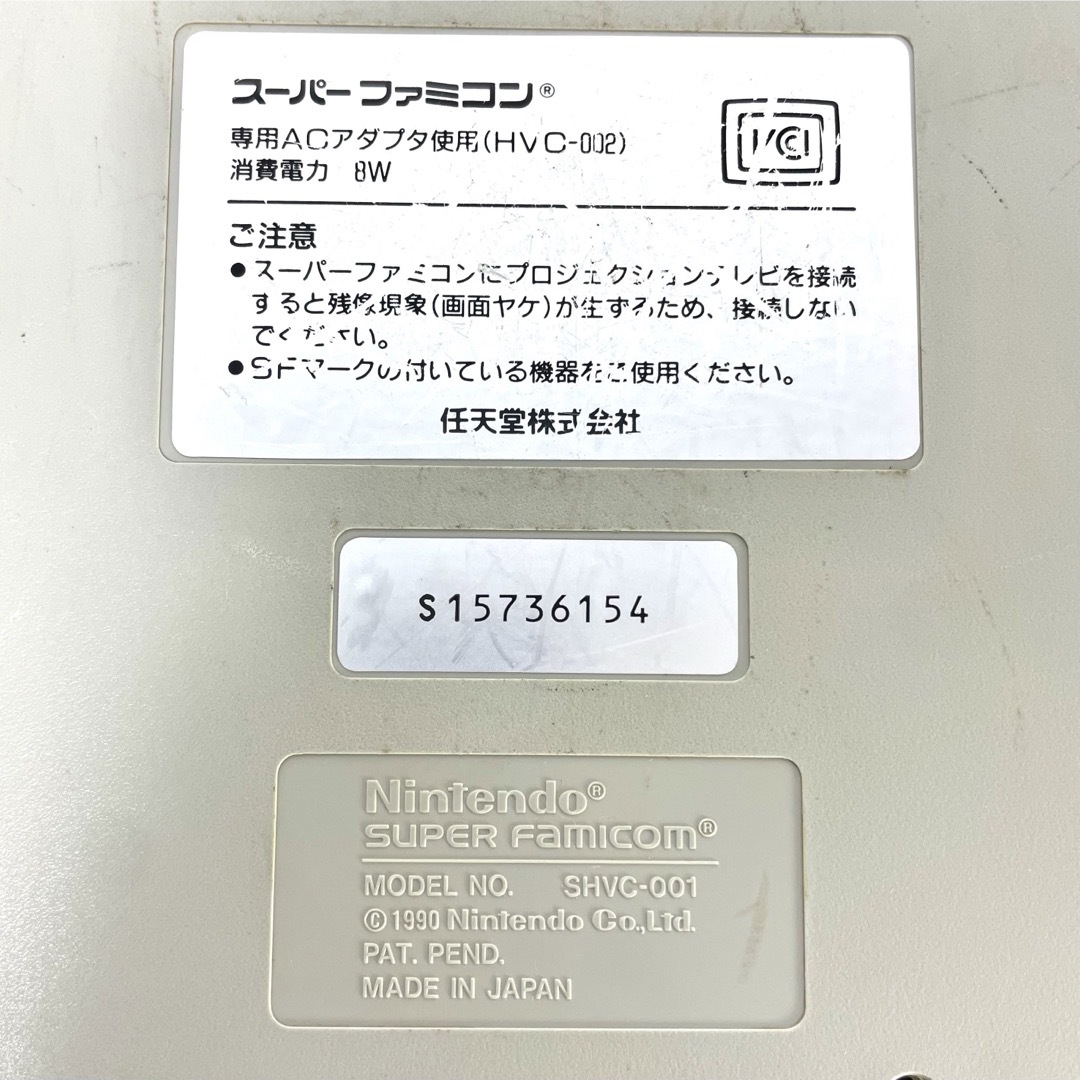 スーパーファミコン®
専用ACアダプタ使用(HVC-002)
消費電力 8W
VCCI
ご注意
●スーパーファミコンにプロジェクションテレビを接続
すると残像現象(画面ヤケ)が生ずるため、接続しない
でください。
●SFマークの付いている機器をご使用ください。
任天堂株式会社
S15736154
Nintendo®
SUPER FAMICOM®
MODEL NO. SHVC-001
©1990 Nintendo Co.,Ltd.
PAT. PEND.
MADE IN JAPAN